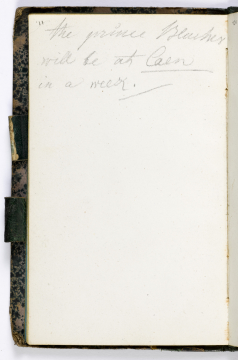 the prince Blucher
will be at Caen
in a week.